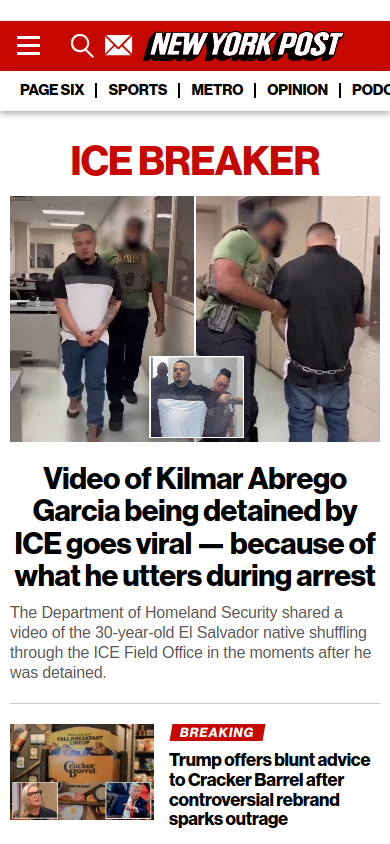 NEW YORK POST
PAGE SIX
SPORTS
METRO
OPINION
PODC
ICE BREAKER
Video of Kilmar Abrego
Garcia being detained by
ICE goes viral — because of
what he utters during arrest
The Department of Homeland Security shared a
video of the 30-year-old El Salvador native shuffling
through the ICE Field Office in the moments after he
was detained.
FALL BREAKFAST
LINEUP
Cracker
Barrel
BREAKING
Trump offers blunt advice
to Cracker Barrel after
controversial rebrand
sparks outrage